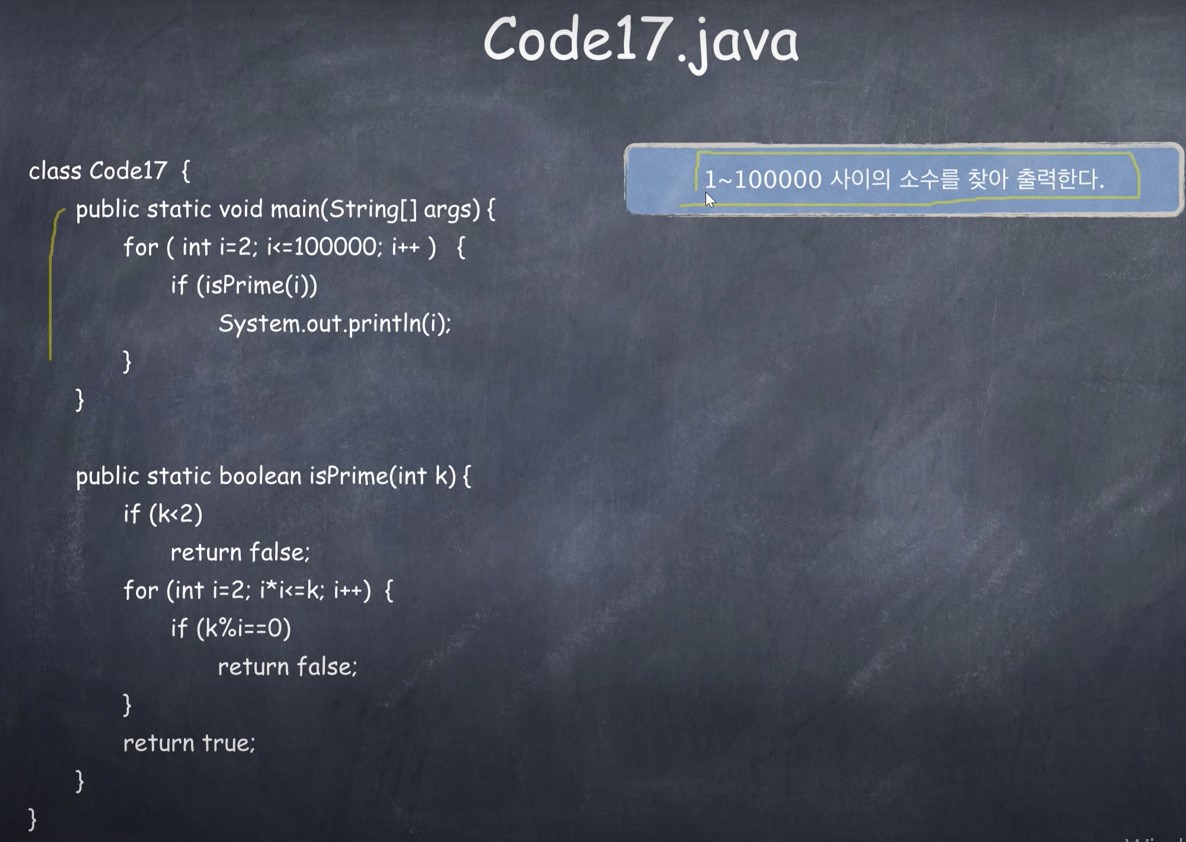 Code17.java
1~100000 사이의 소수를 찾아 출력한다.
class Code17 {
public static void main(String[] args) {
for ( int i=2; i<=100000; i++ ) {
if (isPrime(i))
System.out.println(i);
}
}
public static boolean isPrime(int k) {
if (k<2)
return false;
for (int i=2; i*i<=k; i++) {
if (k%i==0)
return false;
}
return true;
}
}